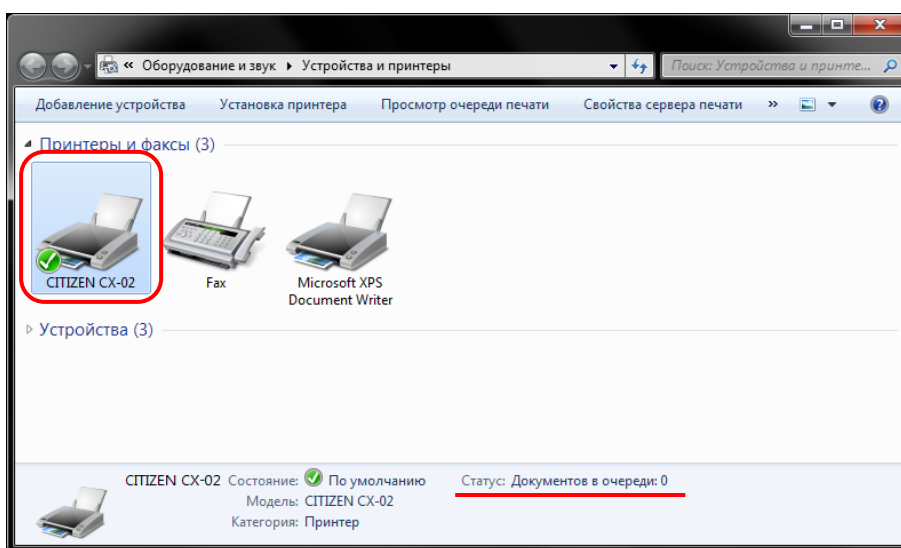 « Оборудование и звук Устройства и принтеры Поиск: Устройства и принте...
Добавление устройства Установка принтера Просмотр очереди печати Свойства сервера печати »
Принтеры и факсы (3)
CITIZEN CX-02
Fax
Microsoft XPS
Document Writer
Устройства (3)
CITIZEN CX-02 Состояние: По умолчанию Статус: Документов в очереди: 0
Модель: CITIZEN CX-02
Категория: Принтер